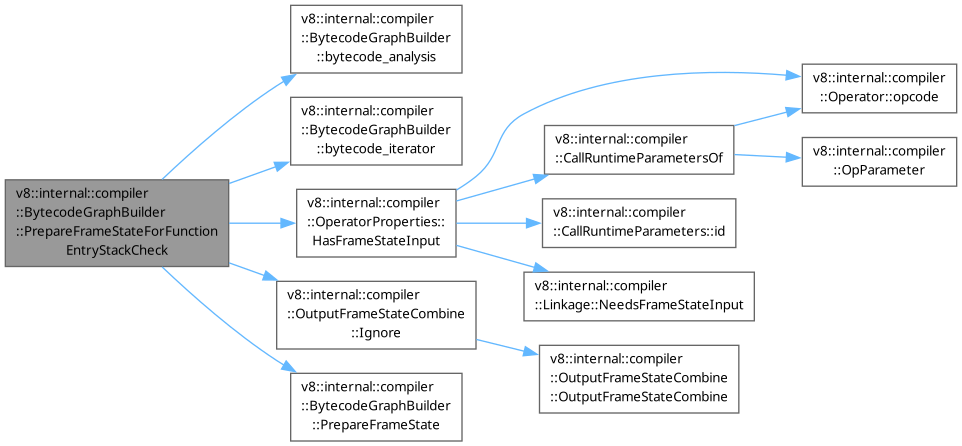 v8::internal::compiler
::BytecodeGraphBuilder
::PrepareFrameStateForFunction
EntryStackCheck
v8::internal::compiler
::BytecodeGraphBuilder
::bytecode_analysis
v8::internal::compiler
::BytecodeGraphBuilder
::bytecode_iterator
v8::internal::compiler
::OperatorProperties::
HasFrameStateInput
v8::internal::compiler
::OutputFrameStateCombine
::Ignore
v8::internal::compiler
::BytecodeGraphBuilder
::PrepareFrameState
v8::internal::compiler
::CallRuntimeParametersOf
v8::internal::compiler
::CallRuntimeParameters::id
v8::internal::compiler
::Linkage::NeedsFrameStateInput
v8::internal::compiler
::OutputFrameStateCombine
::OutputFrameStateCombine
v8::internal::compiler
::Operator::opcode
v8::internal::compiler
::OpParameter